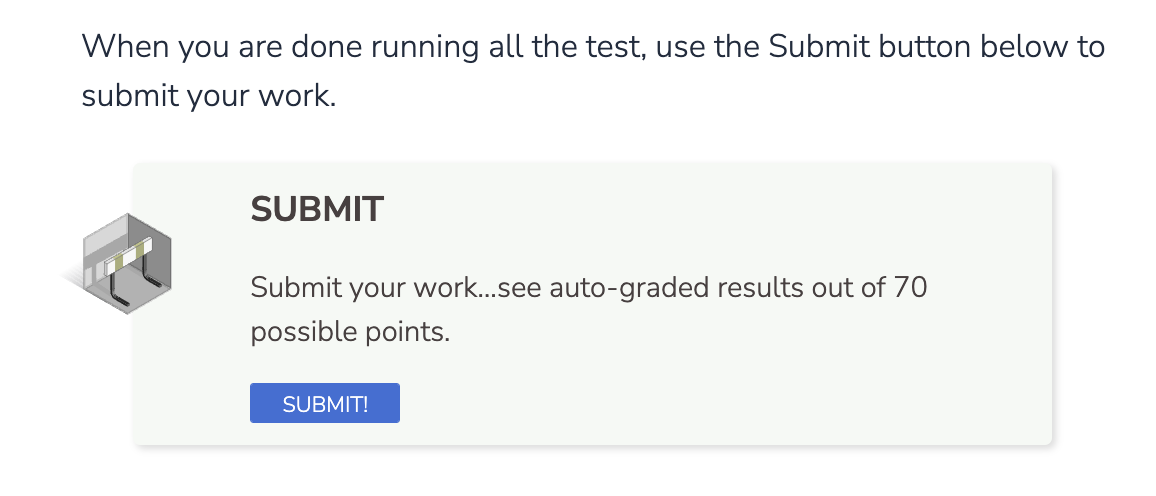 When you are done running all the test, use the Submit button below to
submit your work.
SUBMIT
Submit your work...see auto-graded results out of 70
possible points.
SUBMIT!